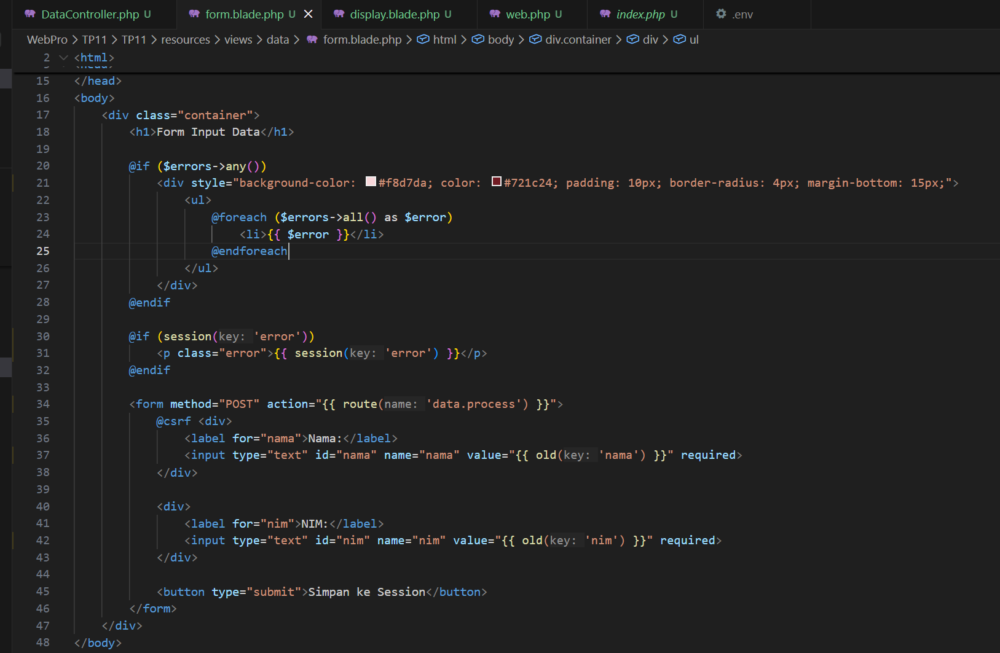 DataController.php U form.blade.php U display.blade.php U web.php U index.php U .env
WebPro > TP11 > TP11 > resources > views > data > form.blade.php > html > body > div.container > div > ul
2 <html>
15 </head>
16 <body>
17 <div class="container">
18 <h1>Form Input Data</h1>
19
20 @if ($errors->any())
21 <div style="background-color: #f8d7da; color: #721c24; padding: 10px; border-radius: 4px; margin-bottom: 15px;">
22 <ul>
23 @foreach ($errors->all() as $error)
24 <li>{{ $error }}</li>
25 @endforeach
26 </ul>
27 </div>
28 @endif
29
30 @if (session(key: 'error'))
31 <p class="error">{{ session(key: 'error') }}</p>
32 @endif
33
34 <form method="POST" action="{{ route(name: 'data.process') }}">
35 @csrf <div>
36 <label for="nama">Nama:</label>
37 <input type="text" id="nama" name="nama" value="{{ old(key: 'nama') }}" required>
38 </div>
39
40 <div>
41 <label for="nim">NIM:</label>
42 <input type="text" id="nim" name="nim" value="{{ old(key: 'nim') }}" required>
43 </div>
44
45 <button type="submit">Simpan ke Session</button>
46 </form>
47 </div>
48 </body>